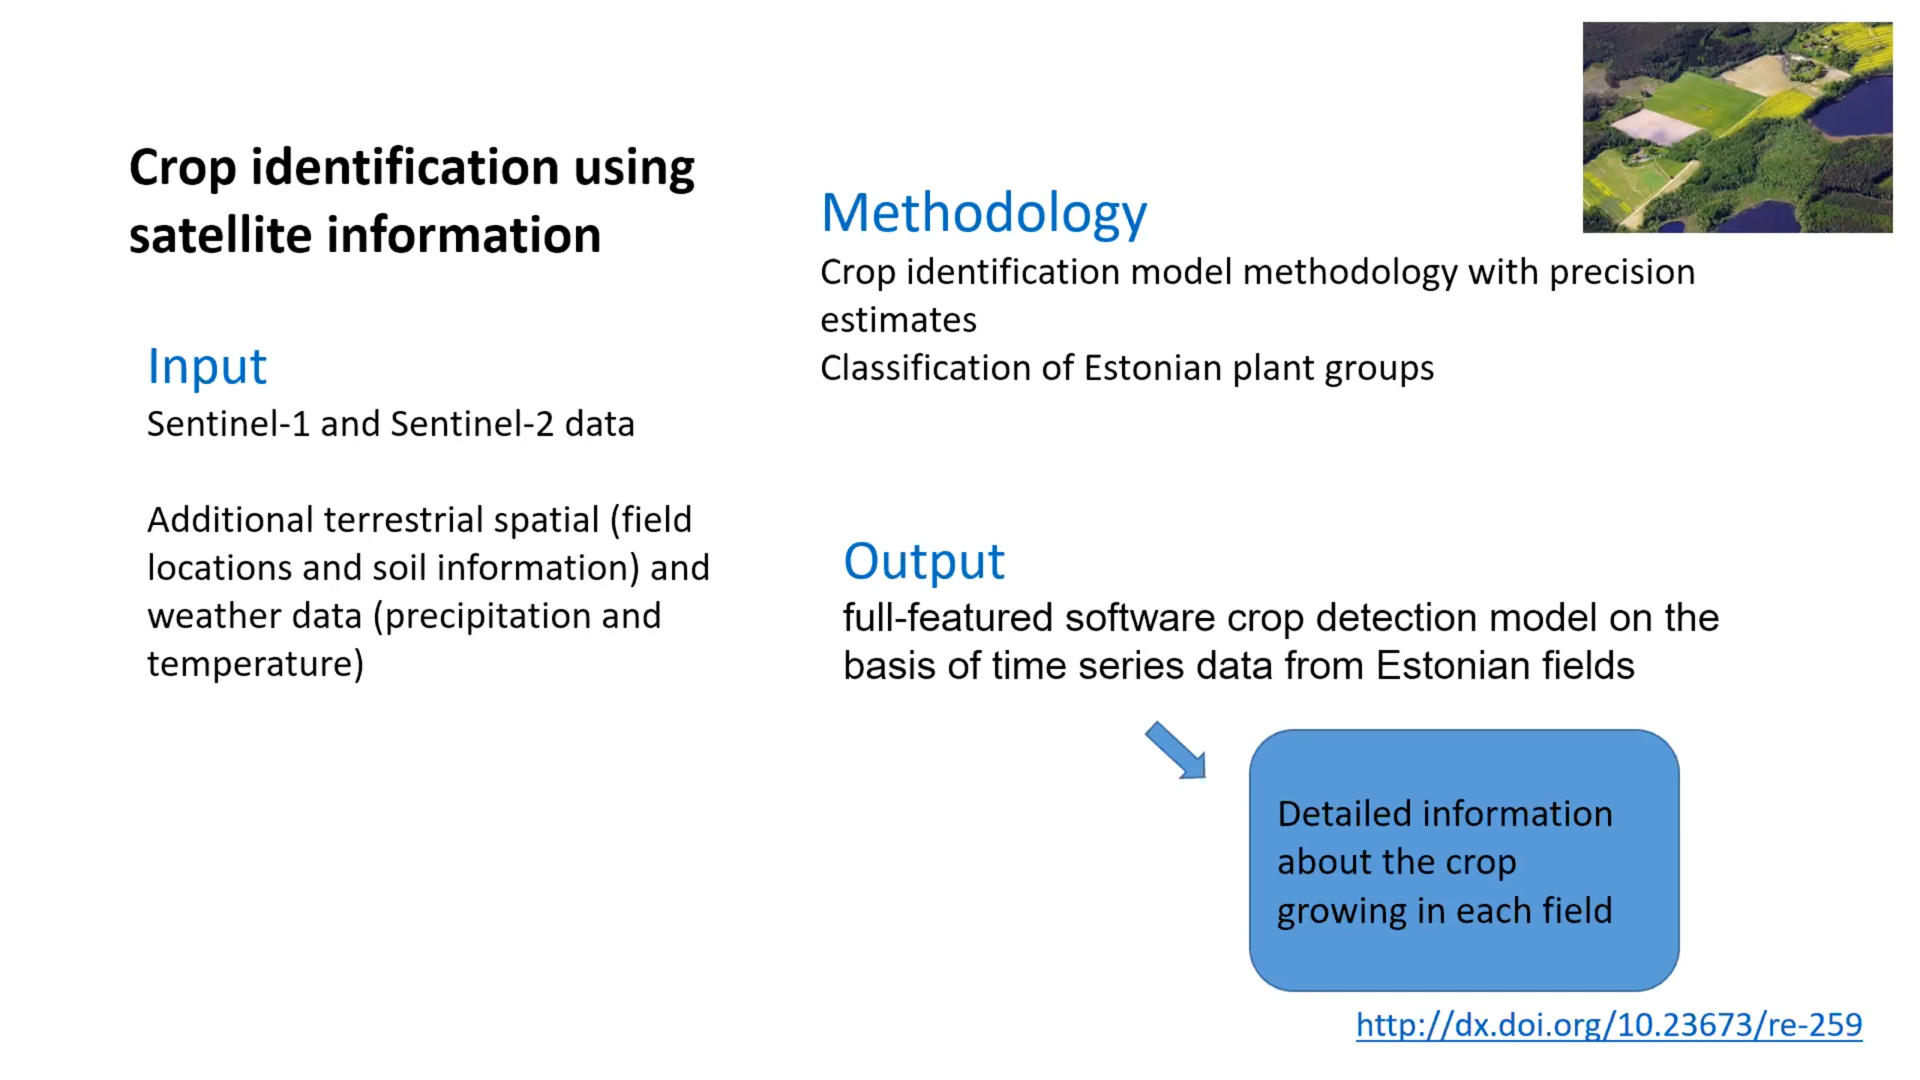 Crop identification using
satellite information
Input
Sentinel-1 and Sentinel-2 data
Additional terrestrial spatial (field
locations and soil information) and
weather data (precipitation and
temperature)
Methodology
Crop identification model methodology with precision
estimates
Classification of Estonian plant groups
Output
full-featured software crop detection model on the
basis of time series data from Estonian fields
Detailed information
about the crop
growing in each field
http://dx.doi.org/10.23673/re-259